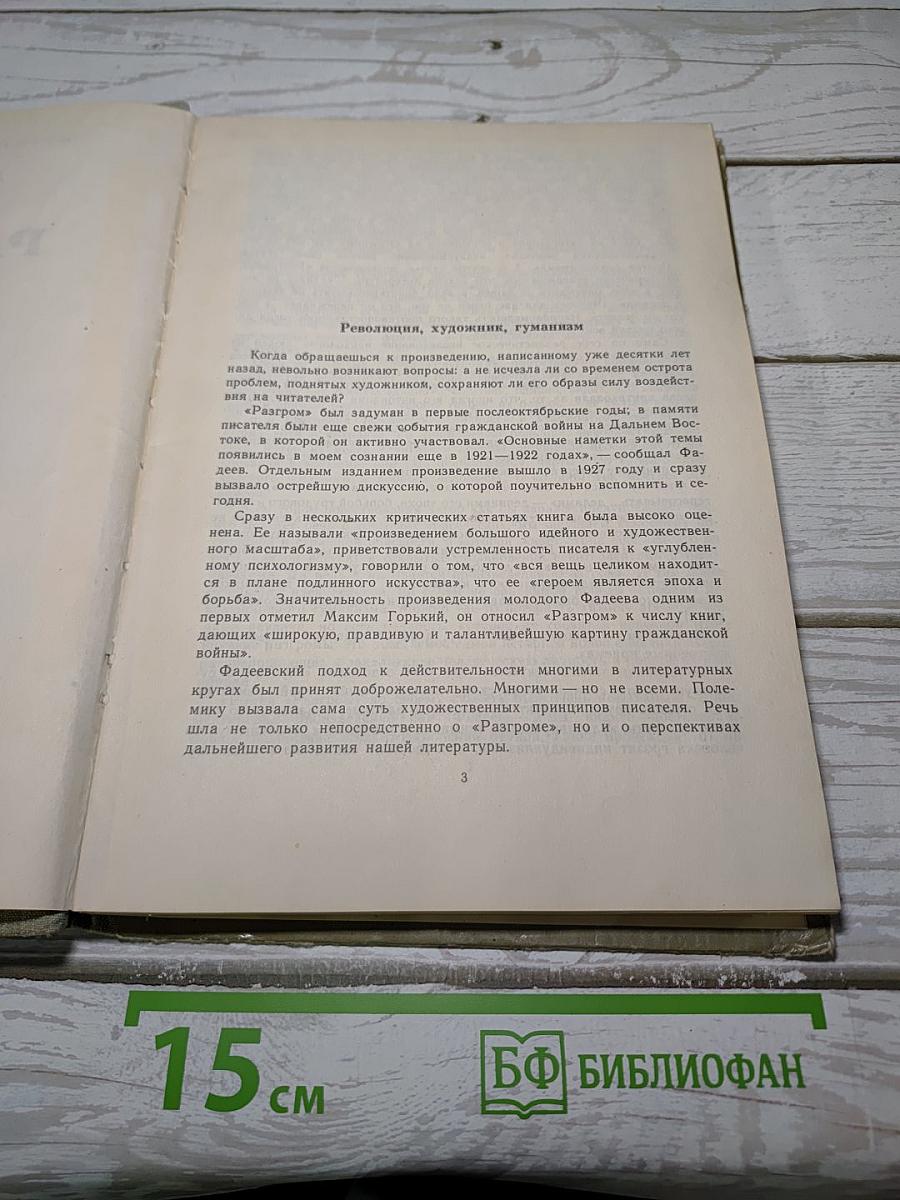 Революция, художник, гуманизм
Когда обращаешься к произведению, написанному уже десятки лет
назад, невольно возникают вопросы: а не исчезла ли со временем острота
проблем, поднятых художником, сохраняют ли его образы силу воздейст-
вия на читателей?
«Разгром» был задуман в первые послеоктябрьские годы; в памяти
писателя были еще свежи события гражданской войны на Дальнем Вос-
токе, в которой он активно участвовал. «Основные наметки этой темы
появились в моем сознании еще в 1921—1922 годах», — сообщал Фа-
деев. Отдельным изданием произведение вышло в 1927 году и сразу
вызвало острейшую дискуссию, о которой поучительно вспомнить и се-
годня.
Сразу в нескольких критических статьях книга была высоко оце-
нена. Ее называли «произведением большого идейного и художествен-
ного масштаба», приветствовали устремленность писателя к «углублен-
ному психологизму», говорили о том, что «вся вещь целиком находит-
ся в плане подлинного искусства», что ее «героем является эпоха и
борьба». Значительность произведения молодого Фадеева одним из
первых отметил Максим Горький, он относил «Разгром» к числу книг,
дающих «широкую, правдивую и талантливейшую картину гражданской
войны».
Фадеевский подход к действительности многими в литературных
кругах был принят доброжелательно. Многими — но не всеми. Поле-
мику вызвала сама суть художественных принципов писателя. Речь
шла не только непосредственно о «Разгроме», но и о перспективах
дальнейшего развития нашей литературы.
3
15 см
БФ БИБЛИОФАН